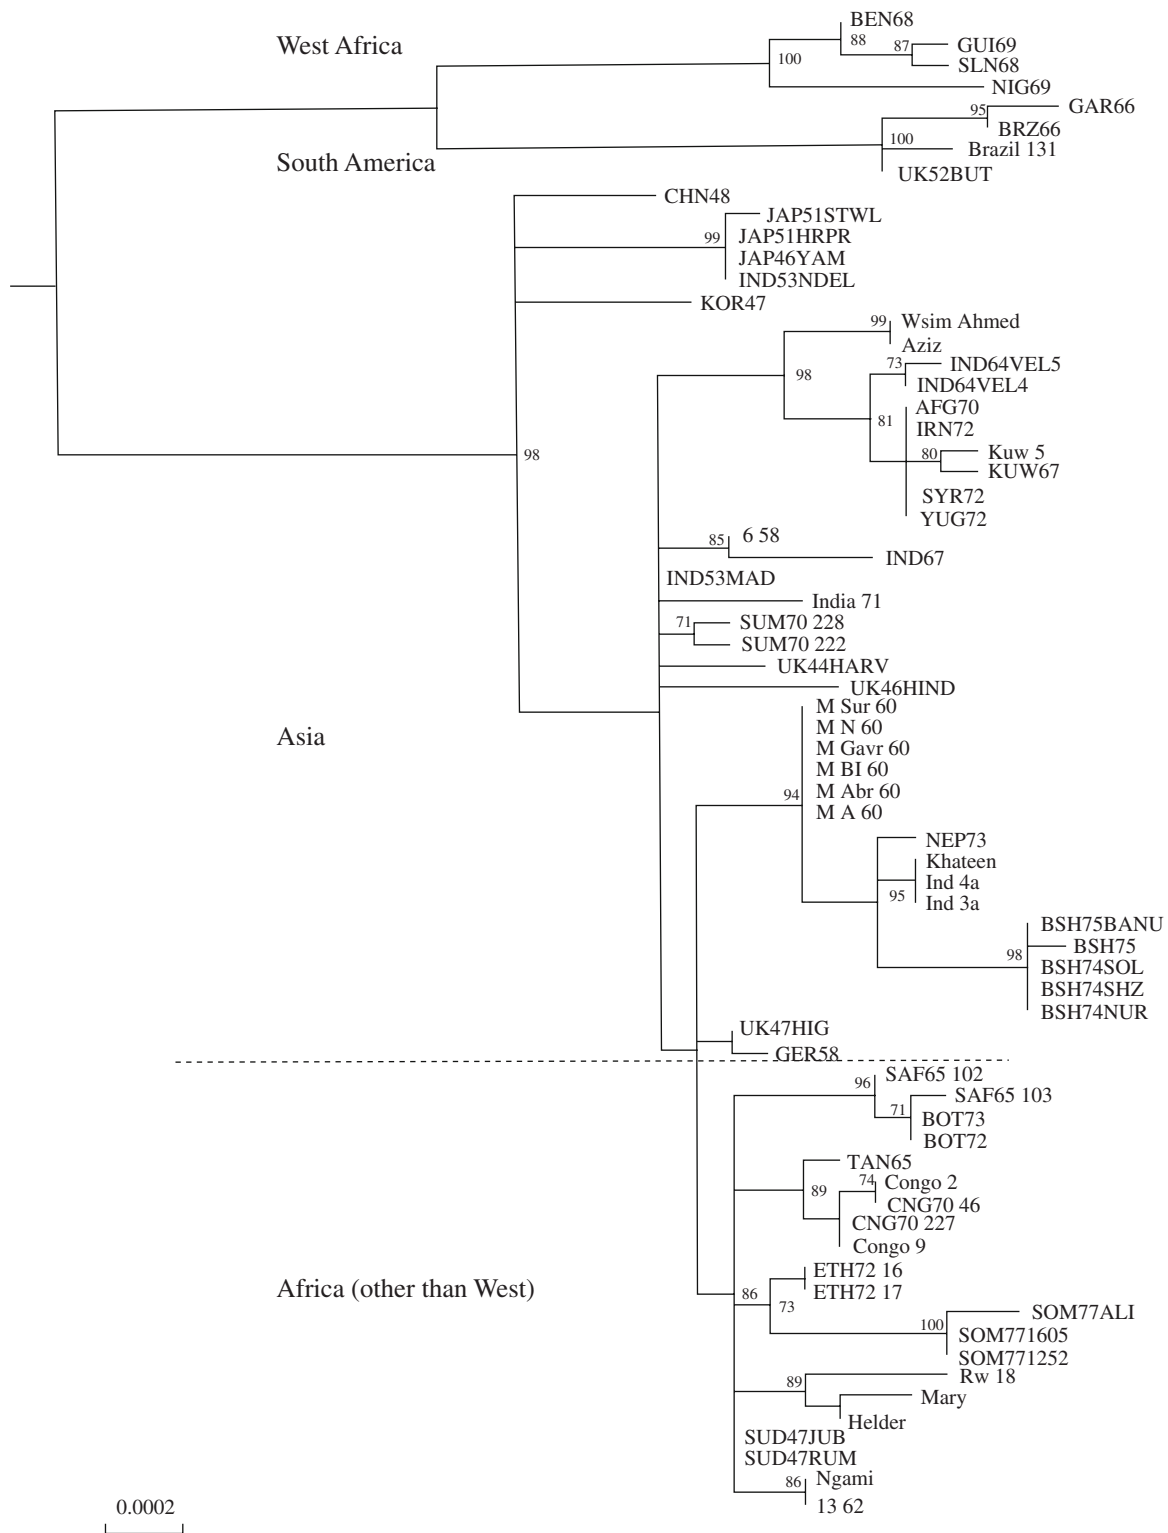 BEN68
West Africa
88
87
GUI69
100
SLN68
NIG69
95
GAR66
BRZ66
100
Brazil 131
South America
UK52BUT
CHN48
JAP51STWL
99
JAP51HRPR
JAP46YAM
IND53NDEL
KOR47
99
Wsim Ahmed
Aziz
73
IND64VEL5
98
IND64VEL4
AFG70
81
IRN72
98
80
Kuw 5
KUW67
SYR72
YUG72
85
6 58
IND67
IND53MAD
India 71
71
SUM70 228
SUM70 222
UK44HARV
UK46HIND
M Sur 60
M N 60
Asia
M Gavr 60
M BI 60
94
M Abr 60
M A 60
NEP73
Khateen
95
Ind 4a
Ind 3a
BSH75BANU
98
BSH75
BSH74SOL
BSH74SHZ
BSH74NUR
UK47HIG
GER58
96
SAF65 102
71
SAF65 103
BOT73
BOT72
TAN65
89
74
Congo 2
CNG70 46
CNG70 227
Congo 9
ETH72 16
Africa (other than West)
86
73
ETH72 17
100
SOM77ALI
SOM771605
SOM771252
89
Rw 18
Mary
Helder
SUD47JUB
SUD47RUM
86
Ngami
13 62
0.0002